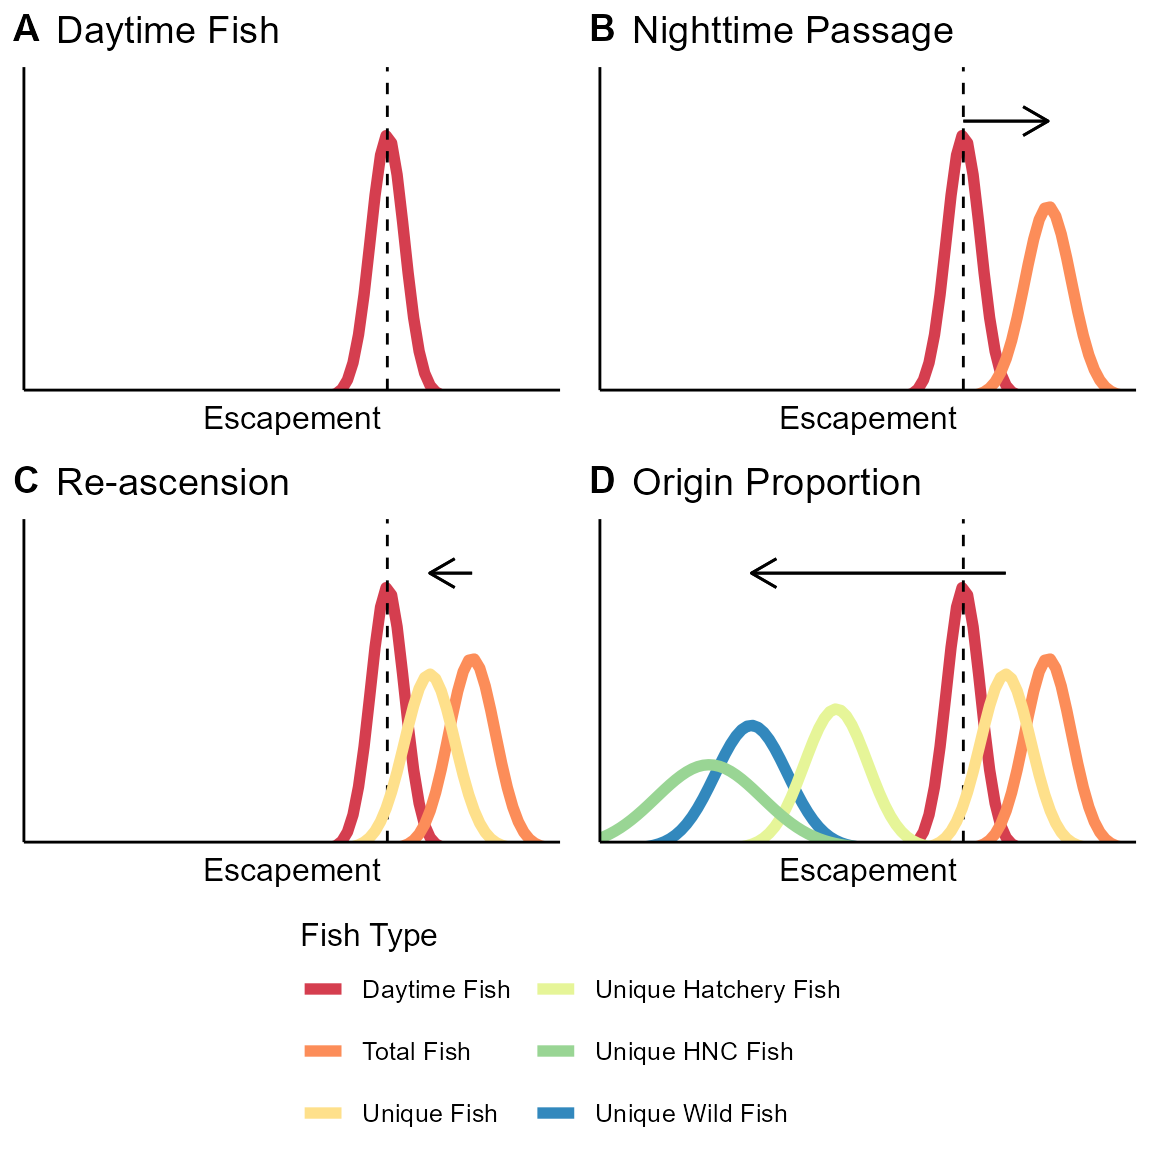 A Daytime Fish
B Nighttime Passage
Escapement
Escapement
C Re-ascension
D Origin Proportion
Escapement
Escapement
Fish Type
Daytime Fish
Unique Hatchery Fish
Total Fish
Unique HNC Fish
Unique Fish
Unique Wild Fish